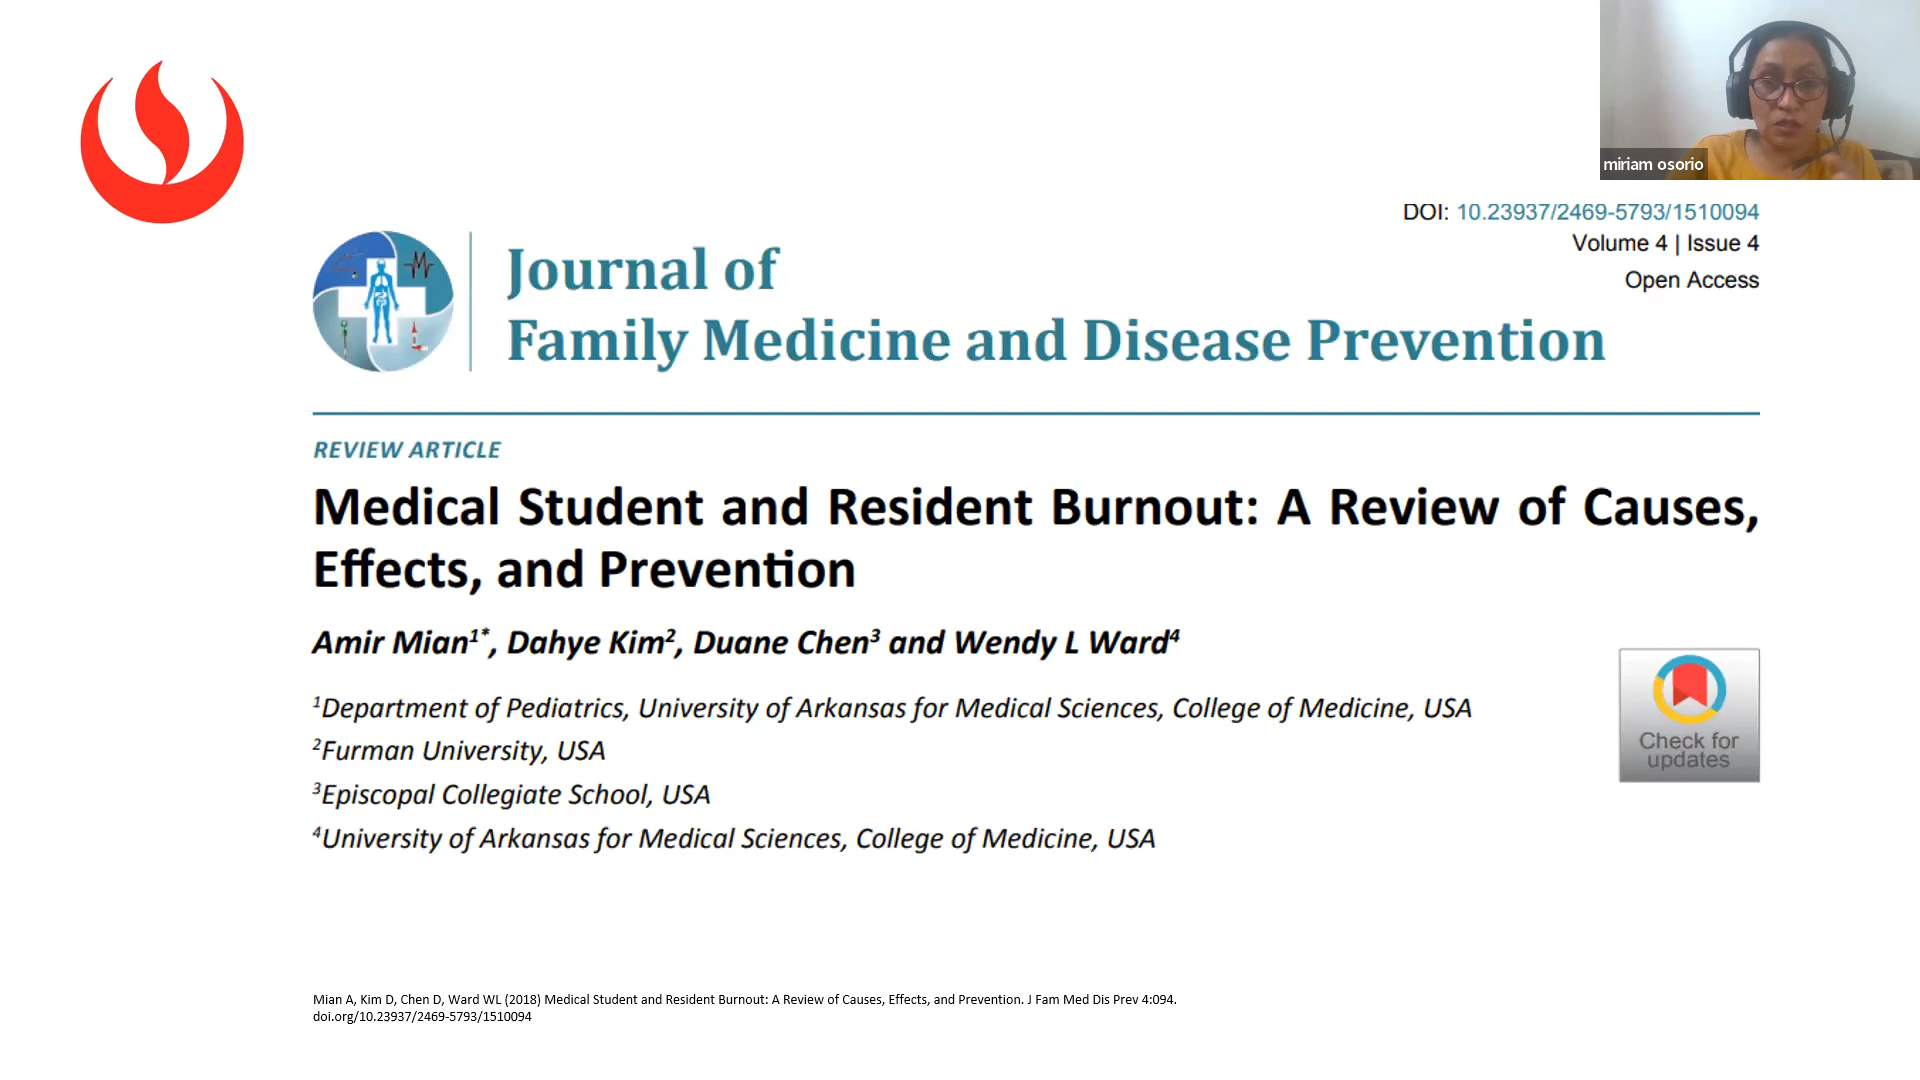 miriam osorio
DOI: 10.23937/2469-5793/1510094
Volume 4 | Issue 4
Open Access
Journal of
Family Medicine and Disease Prevention
REVIEW ARTICLE
Medical Student and Resident Burnout: A Review of Causes,
Effects, and Prevention
Amir Mian1*, Dahye Kim2, Duane Chen3 and Wendy L Ward4
1Department of Pediatrics, University of Arkansas for Medical Sciences, College of Medicine, USA
2Furman University, USA
3Episcopal Collegiate School, USA
4University of Arkansas for Medical Sciences, College of Medicine, USA
Check for
updates
Mian A, Kim D, Chen D, Ward WL (2018) Medical Student and Resident Burnout: A Review of Causes, Effects, and Prevention. J Fam Med Dis Prev 4:094.
doi.org/10.23937/2469-5793/1510094